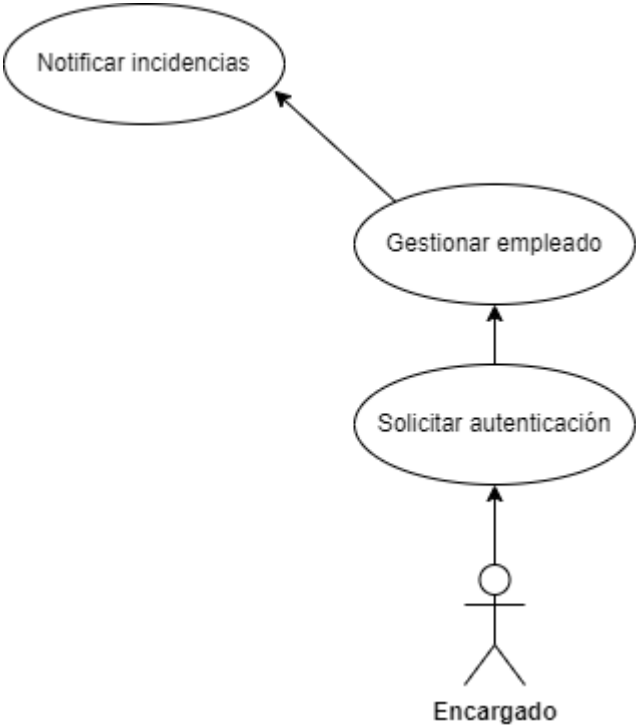 Notificar incidencias
Gestionar empleado
Solicitar autenticación
Encargado